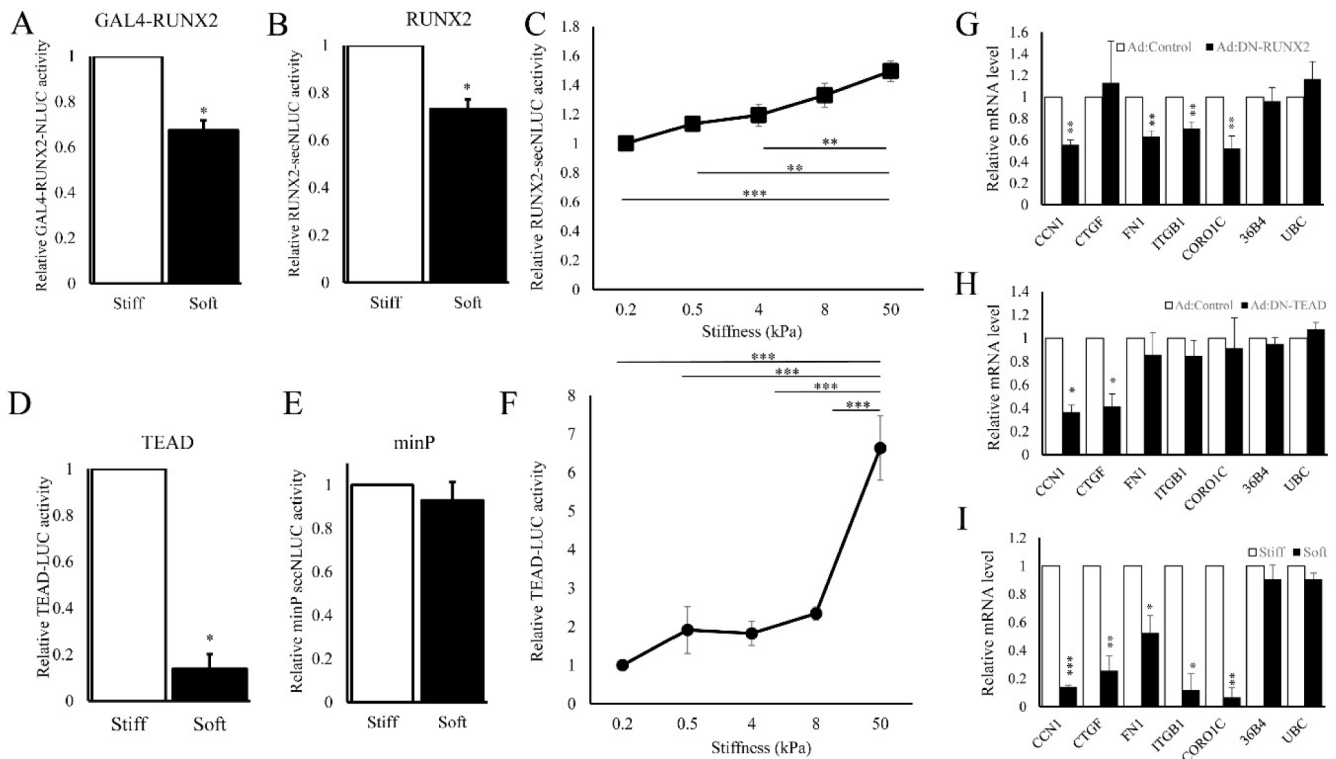 A
GAL4-RUNX2
Relative GAL4-RUNX2-NLUC activity
1
0.8
0.6
0.4
0.2
0
*
Stiff
Soft
B
RUNX2
Relative RUNX2-secNLUC activity
1
0.8
0.6
0.4
0.2
0
*
Stiff
Soft
C
Relative RUNX2-secNLUC activity
1.8
1.6
1.4
1.2
1
0.8
0.6
0.4
0.2
0
**
**
***
0.2
0.5
4
8
50
Stiffness (kPa)
D
TEAD
Relative TEAD-LUC activity
1
0.8
0.6
0.4
0.2
0
*
Stiff
Soft
E
minP
Relative minP secNLUC activity
1
0.8
0.6
0.4
0.2
0
Stiff
Soft
F
Relative TEAD-LUC activity
8
7
6
5
4
3
2
1
0
***
***
***
***
0.2
0.5
4
8
50
Stiffness (kPa)
G
Ad:Control
Ad:DN-RUNX2
Relative mRNA level
1.6
1.4
1.2
1
0.8
0.6
0.4
0.2
0
**
**
**
**
CCN1
CTGF
FN1
ITGB1
CORO1C
36B4
UBC
H
Ad:Control
Ad:DN-TEAD
Relative mRNA level
1.4
1.2
1
0.8
0.6
0.4
0.2
0
*
*
CCN1
CTGF
FN1
ITGB1
CORO1C
36B4
UBC
I
Stiff
Soft
Relative mRNA level
1.2
1
0.8
0.6
0.4
0.2
0
***
**
*
*
**
CCN1
CTGF
FN1
ITGB1
CORO1C
36B4
UBC